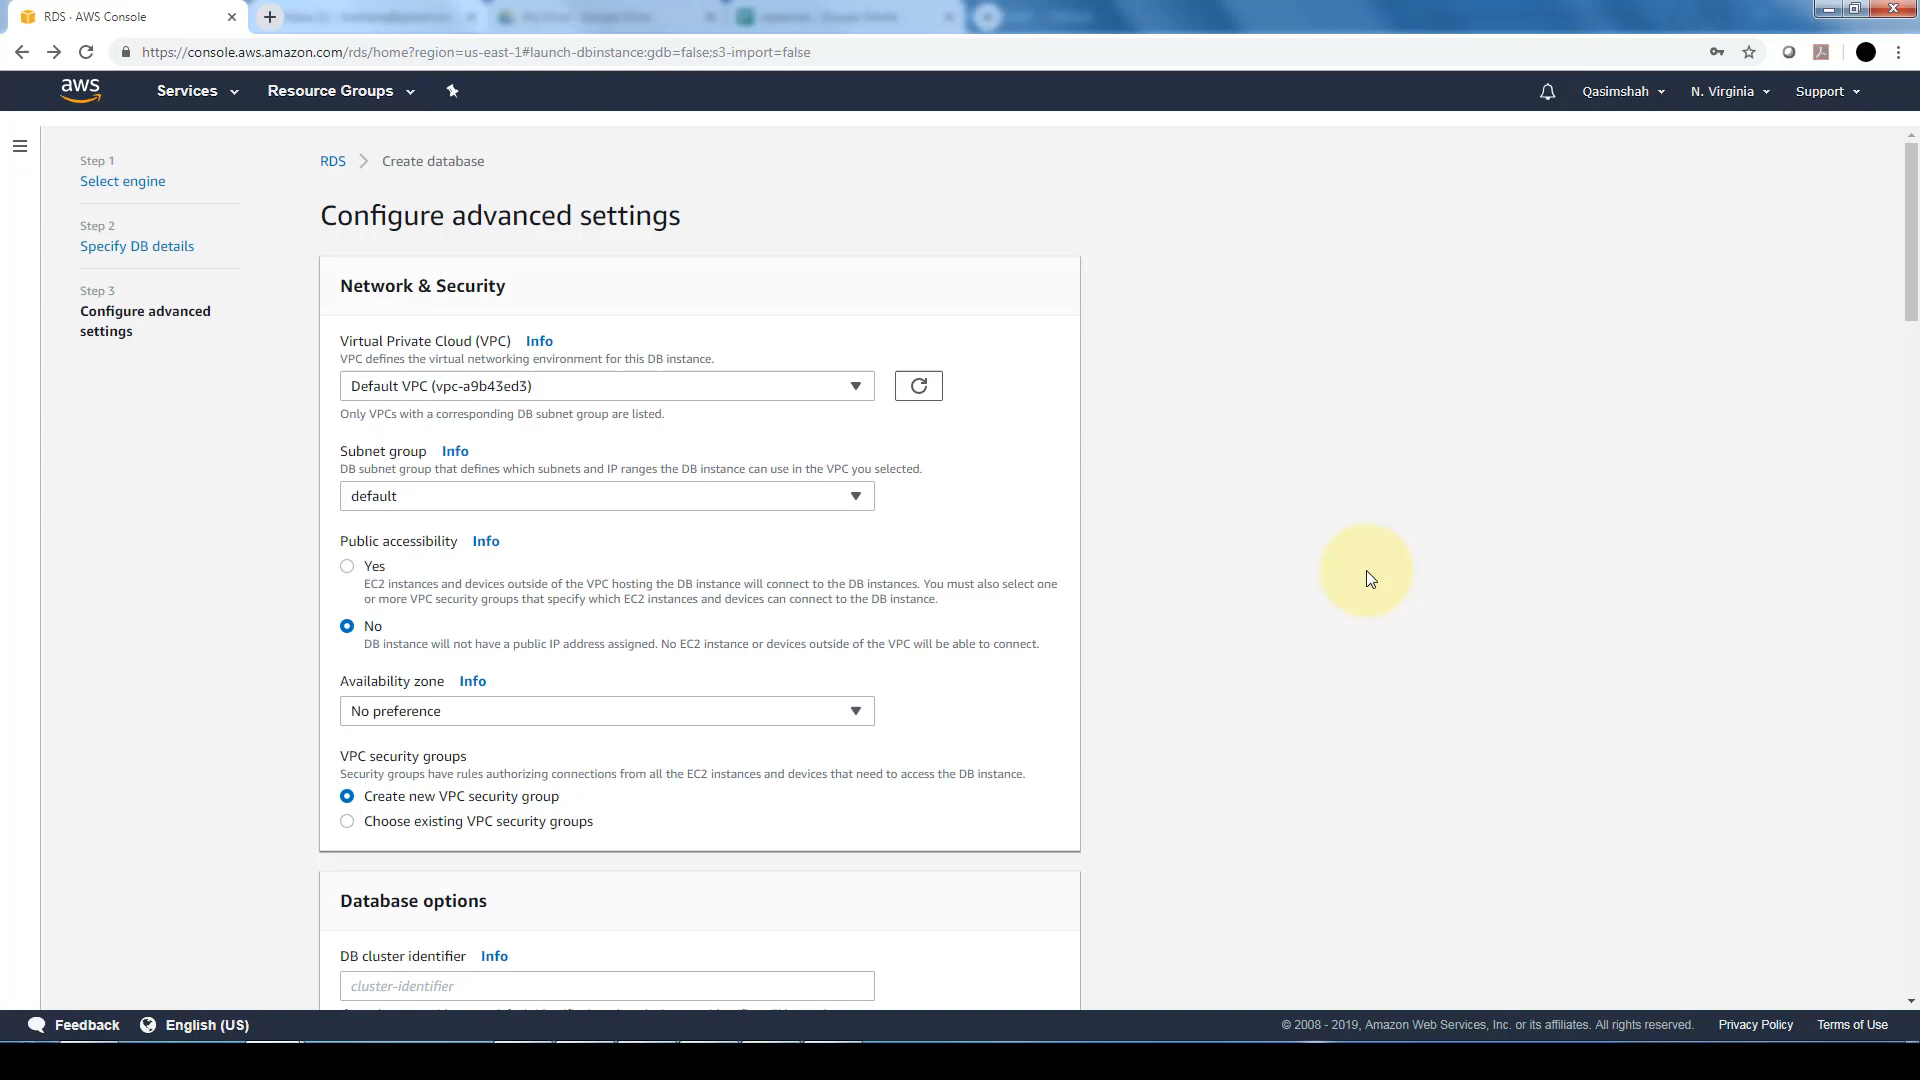 RDS · AWS Console
https://console.aws.amazon.com/rds/home?region=us-east-1#launch-dbinstance:gdb=false;s3-import=false
aws
Services
Resource Groups
Qasimshah
N. Virginia
Support
Step 1
Select engine
Step 2
Specify DB details
Step 3
Configure advanced
settings
RDS
Create database
Configure advanced settings
Network & Security
Virtual Private Cloud (VPC) Info
VPC defines the virtual networking environment for this DB instance.
Default VPC (vpc-a9b43ed3)
Only VPCs with a corresponding DB subnet group are listed.
Subnet group Info
DB subnet group that defines which subnets and IP ranges the DB instance can use in the VPC you selected.
default
Public accessibility Info
Yes
EC2 instances and devices outside of the VPC hosting the DB instance will connect to the DB instances. You must also select one
or more VPC security groups that specify which EC2 instances and devices can connect to the DB instance.
No
DB instance will not have a public IP address assigned. No EC2 instance or devices outside of the VPC will be able to connect.
Availability zone Info
No preference
VPC security groups
Security groups have rules authorizing connections from all the EC2 instances and devices that need to access the DB instance.
Create new VPC security group
Choose existing VPC security groups
Database options
DB cluster identifier Info
cluster-identifier
Feedback
English (US)
© 2008 - 2019, Amazon Web Services, Inc. or its affiliates. All rights reserved.
Privacy Policy
Terms of Use